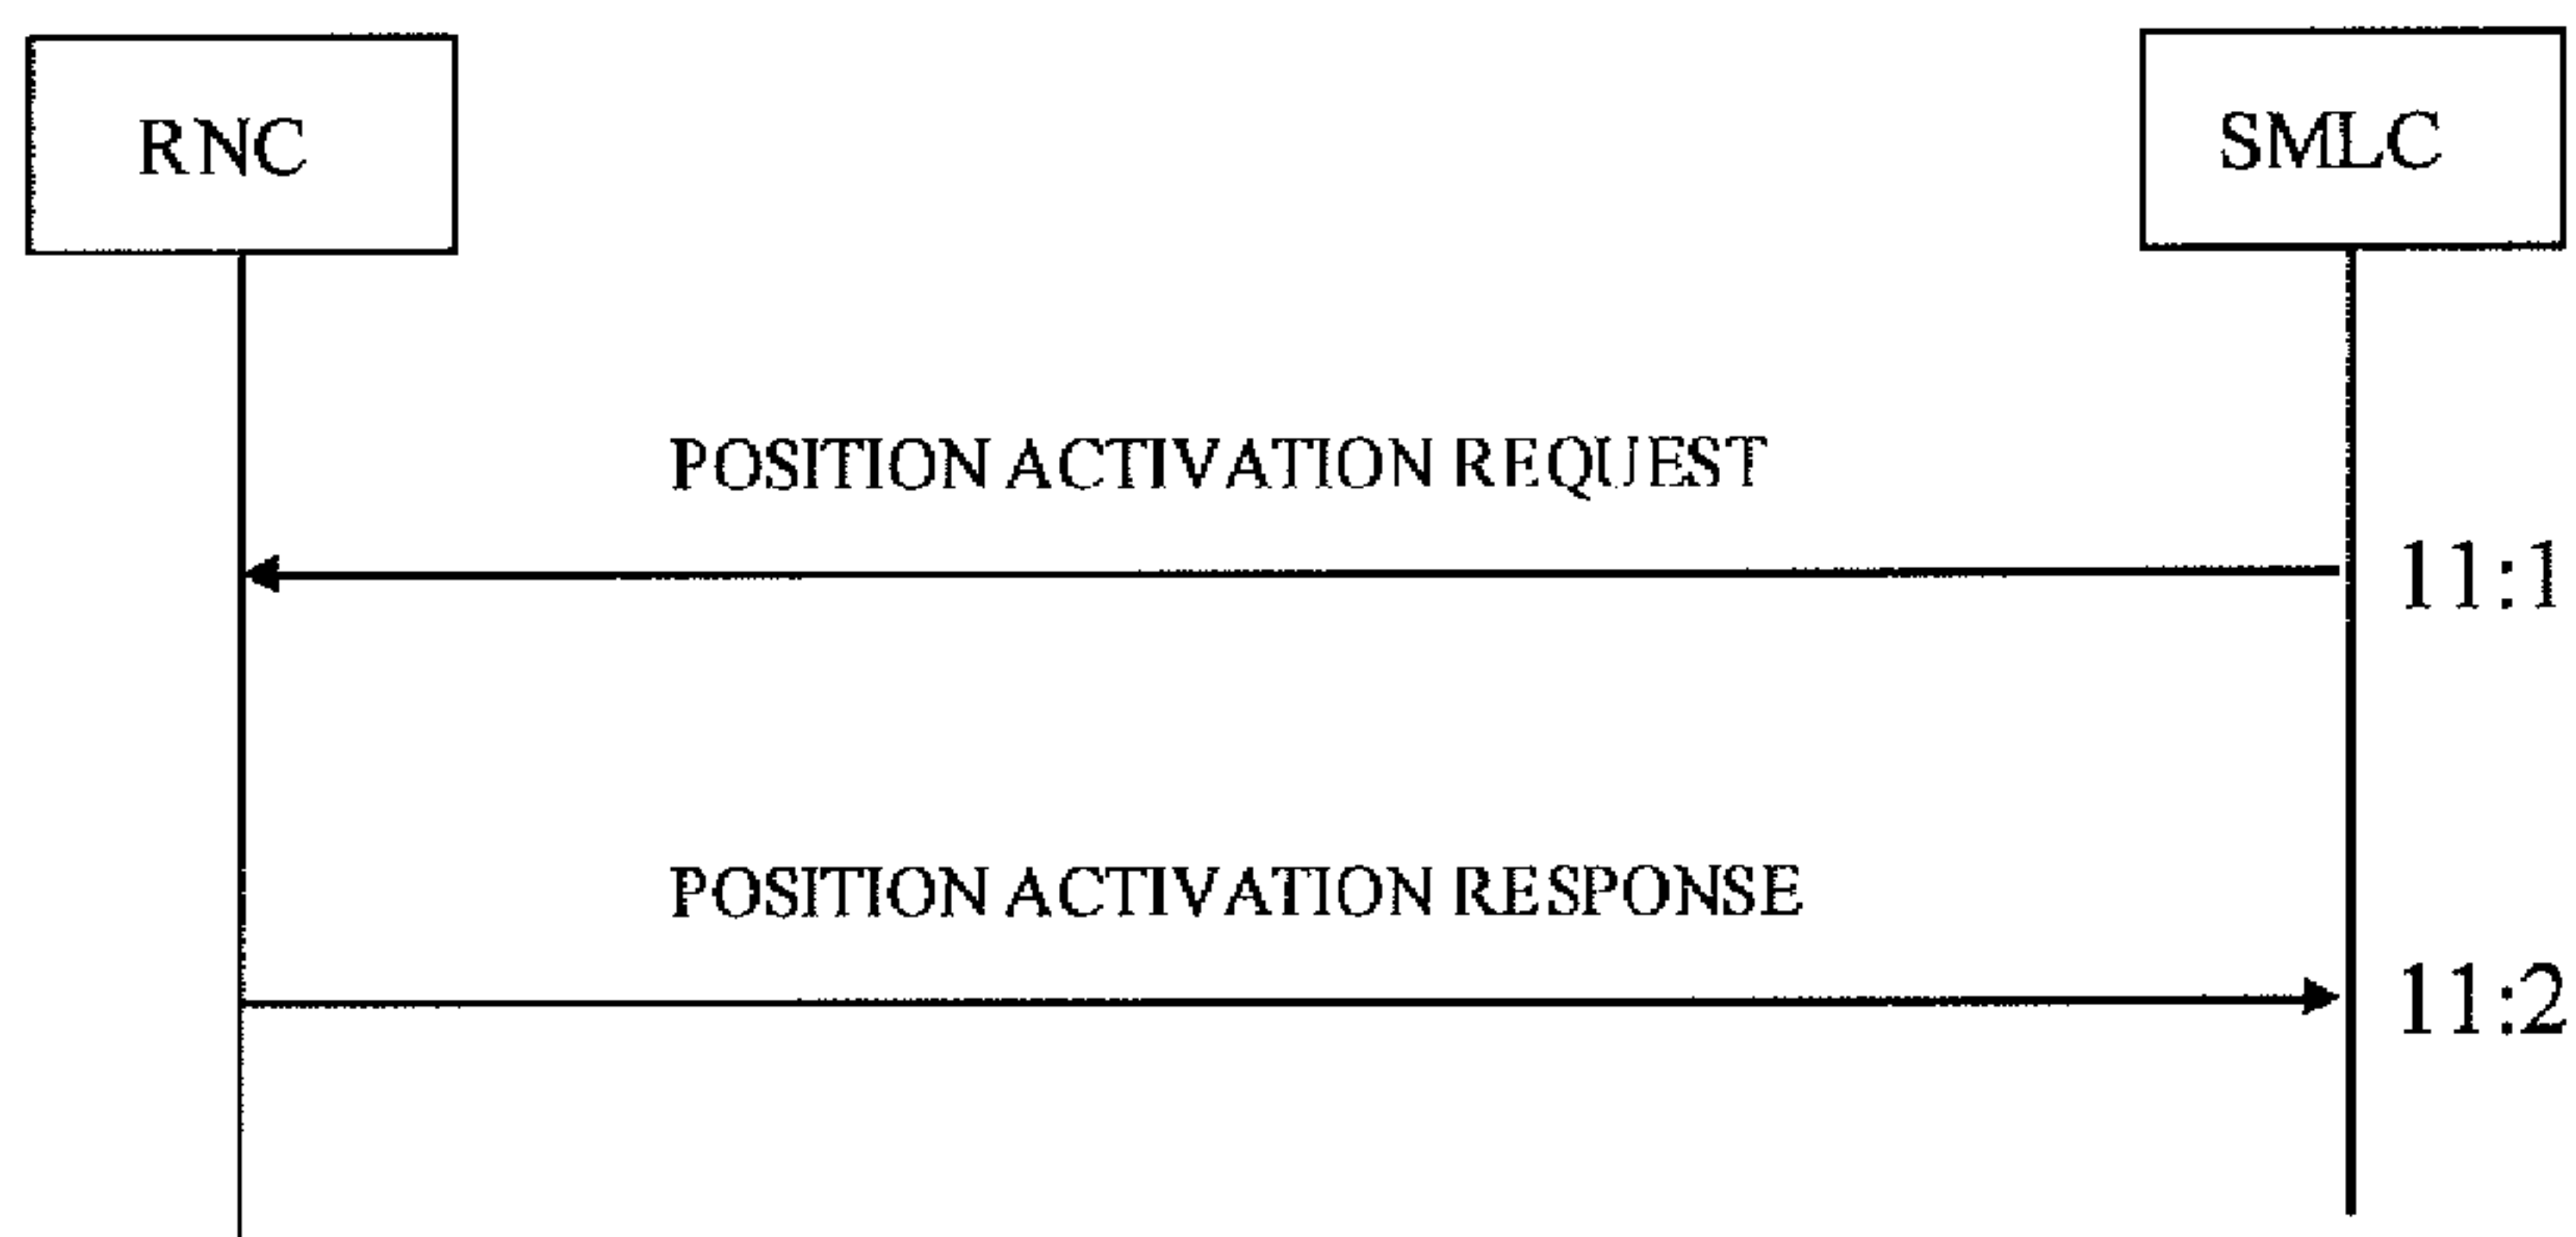 RNC
SMLC
POSITION ACTIVATION REQUEST
11:1
POSITION ACTIVATION RESPONSE
11:2